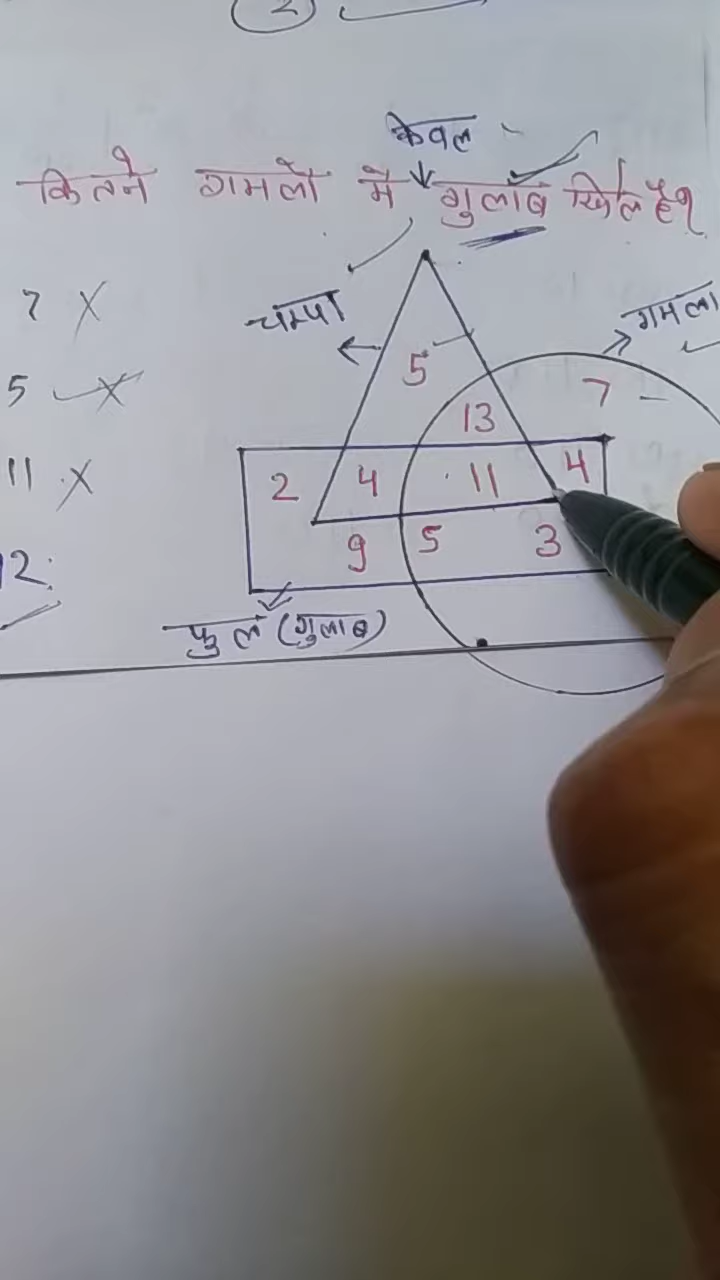 2
केवल
कितने गमलों में गुलाब खिले है?
7
चम्पा
गमला
5
5
7
13
11
2 4 11 4
9 5 3
12
फुल (गुलाब)